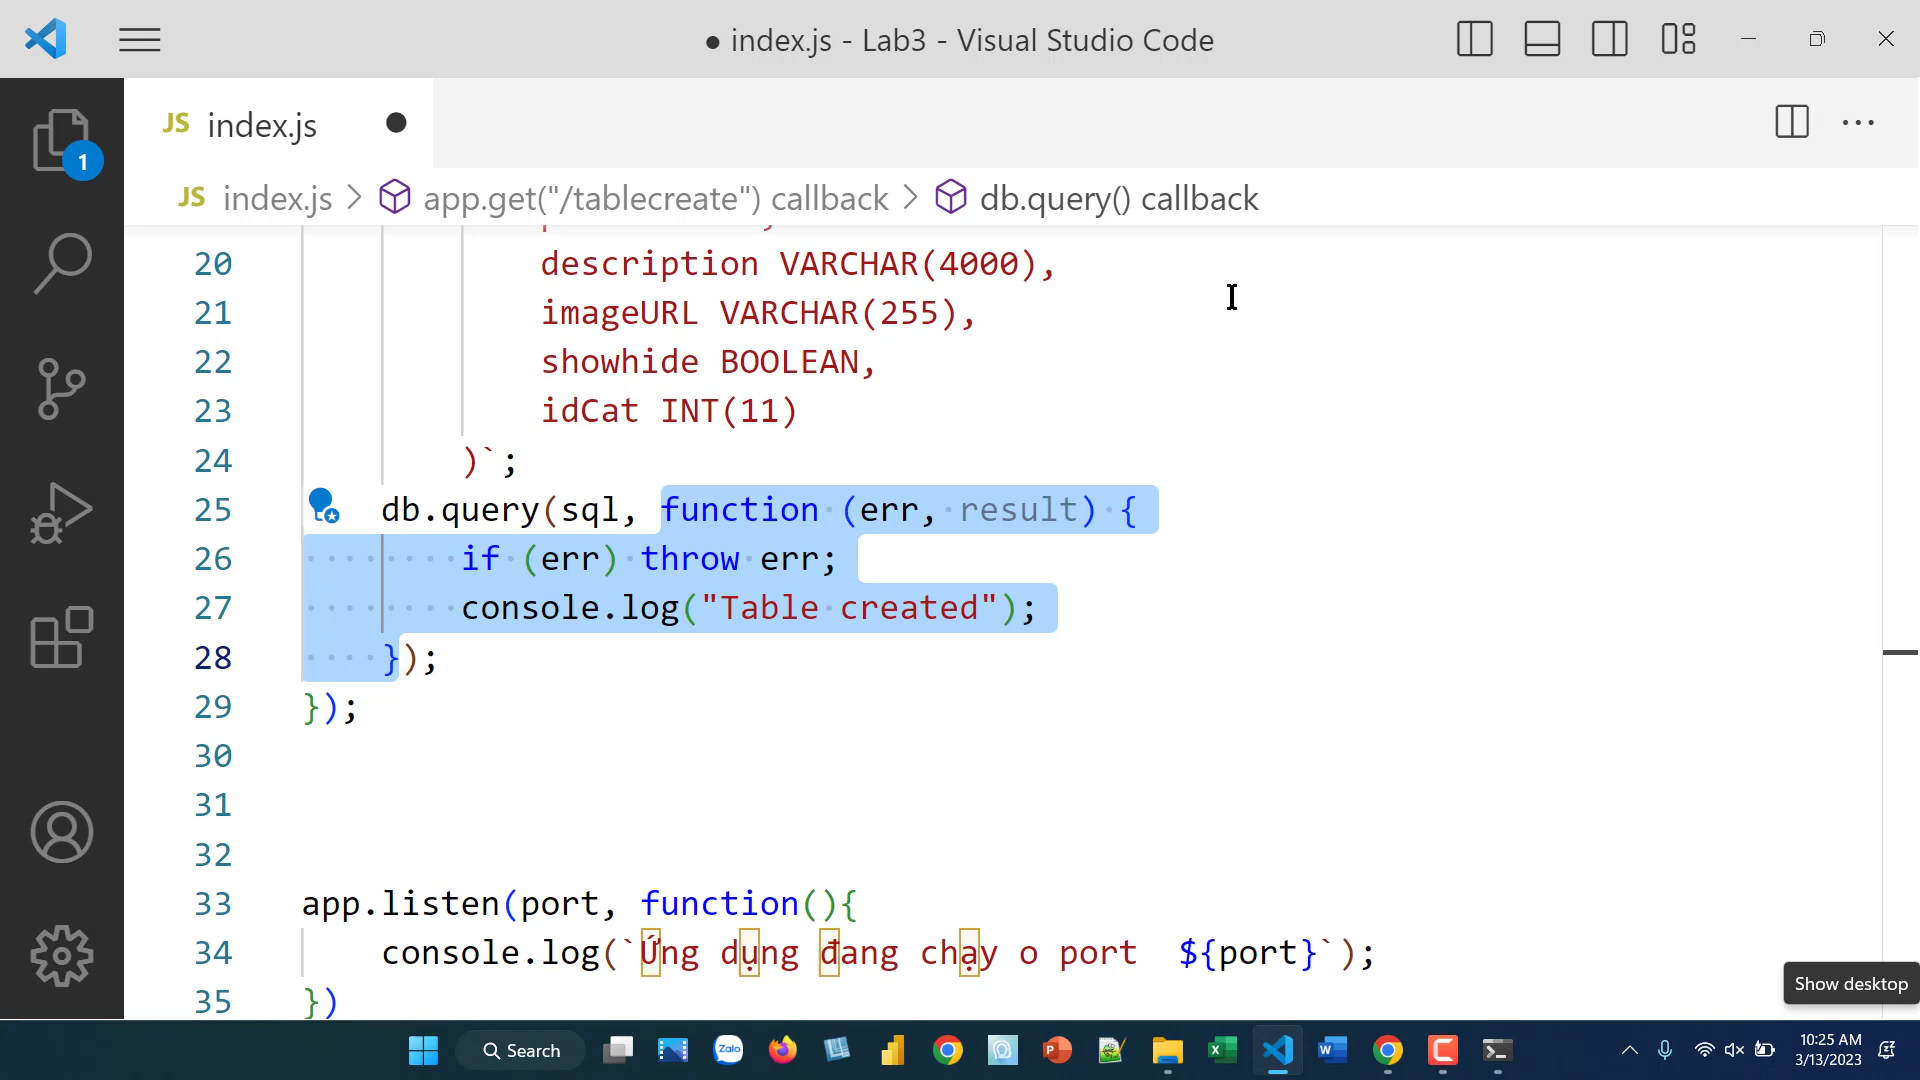 ● index.js - Lab3 - Visual Studio Code
JS index.js ●
1
JS index.js > app.get("/tablecreate") callback > db.query() callback
20 description VARCHAR(4000),
21 imageURL VARCHAR(255),
22 showhide BOOLEAN,
23 idCat INT(11)
24 )`;
25 db.query(sql, function (err, result) {
26 if (err) throw err;
27 console.log("Table created");
28 });
29 });
30
31
32
33 app.listen(port, function(){
34 console.log(`Ứng dụng đang chạy o port  ${port}`);
35 })
Show desktop
Search
Zalo
10:25 AM
3/13/2023